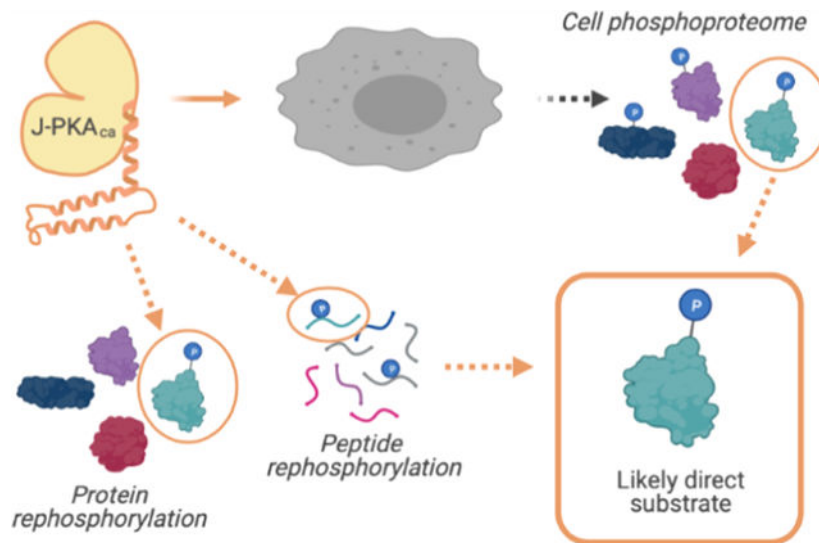 Cell phosphoproteome
P
P
P
J-PKAca
P
P
P
P
P
Peptide
rephosphorylation
Protein
rephosphorylation
Likely direct
substrate